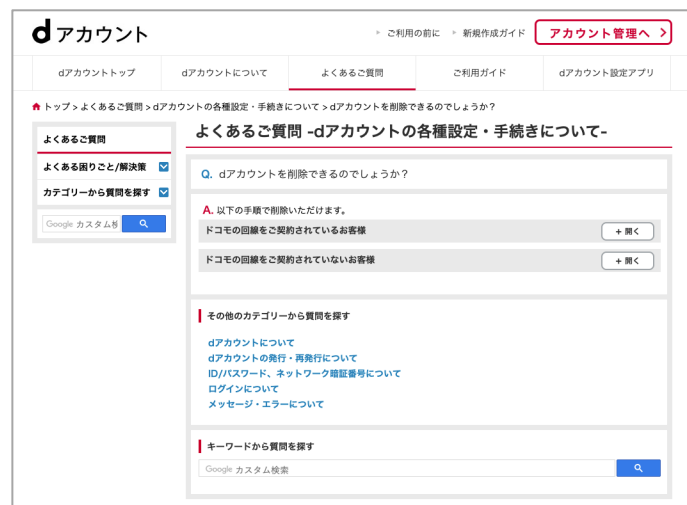 dアカウント
ご利用の前に 新規作成ガイド アカウント管理へ
dアカウントトップ dアカウントについて よくあるご質問 ご利用ガイド dアカウント設定アプリ
トップ > よくあるご質問 > dアカウントの各種設定・手続きについて > dアカウントを削除できるのでしょうか？
よくあるご質問
よくある困りごと/解決策
カテゴリーから質問を探す
Google カスタム検
よくあるご質問 -dアカウントの各種設定・手続きについて-
Q. dアカウントを削除できるのでしょうか？
A. 以下の手順で削除いただけます。
ドコモの回線をご契約されているお客様 + 開く
ドコモの回線をご契約されていないお客様 + 開く
その他のカテゴリーから質問を探す
dアカウントについて
dアカウントの発行・再発行について
ID/パスワード、ネットワーク暗証番号について
ログインについて
メッセージ・エラーについて
キーワードから質問を探す
Google カスタム検索